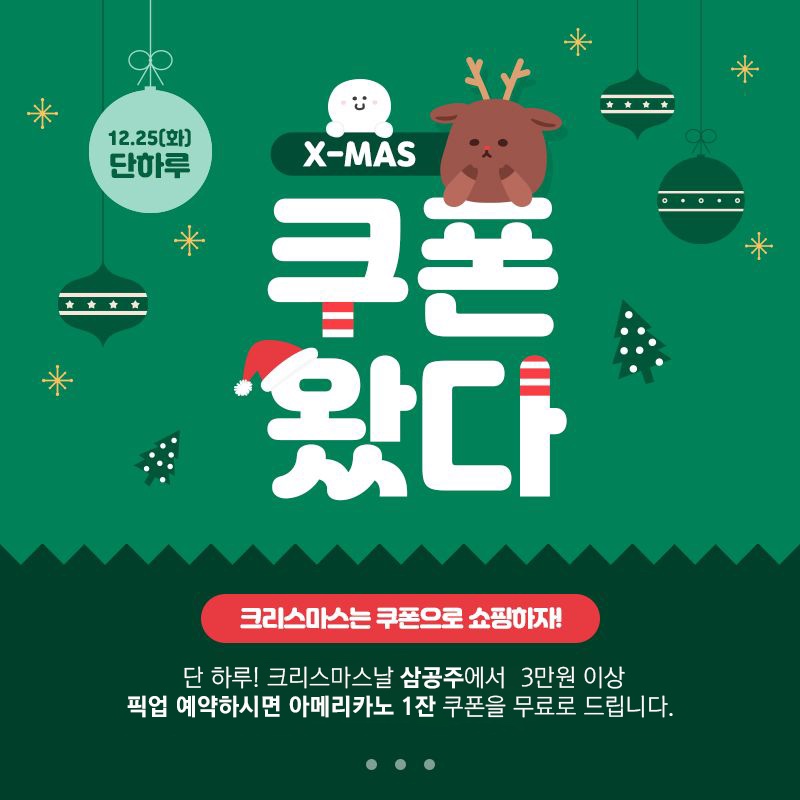 12.25(화)
단하루
X-MAS
쿠폰
왔다
크리스마스는 쿠폰으로 쇼핑하자!
단 하루! 크리스마스날 삼공주에서 3만원 이상
픽업 예약하시면 아메리카노 1잔 쿠폰을 무료로 드립니다.